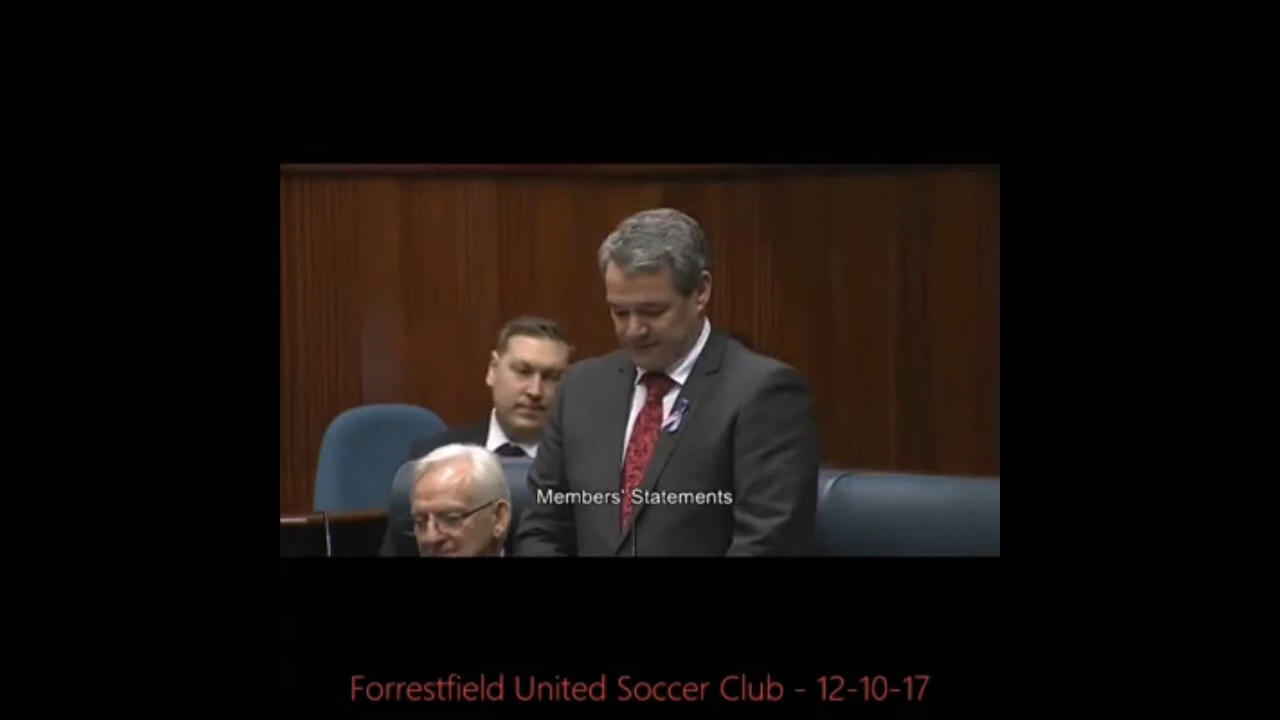 Members' Statements
Forrestfield United Soccer Club - 12-10-17